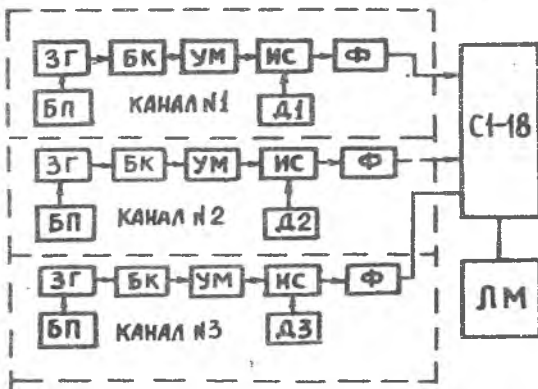 ЗГ БК УМ ИС Ф
БП КАНАЛ №1 Д1
С1-18
ЗГ БК УМ ИС Ф
БП КАНАЛ №2 Д2
ЗГ БК УМ ИС Ф
БП КАНАЛ №3 Д3
ЛМ